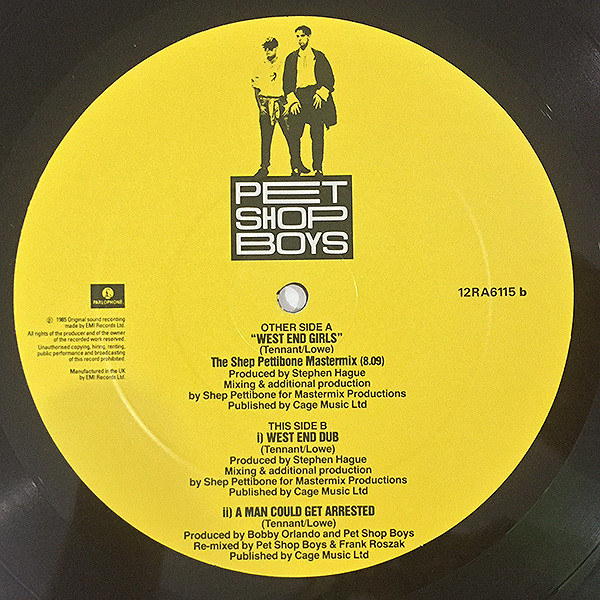 PET
SHOP
BOYS
12RA6115 b
PARLOPHONE
℗ 1985 Original sound recording
made by EMI Records Ltd.
All rights of the producer and of the owner
of the recorded work reserved.
Unauthorised copying, hiring, renting,
public performance and broadcasting
of this record prohibited.
Manufactured in the UK
by EMI Records Ltd.
OTHER SIDE A
"WEST END GIRLS"
(Tennant/Lowe)
The Shep Pettibone Mastermix (8.09)
Produced by Stephen Hague
Mixing & additional production
by Shep Pettibone for Mastermix Productions
Published by Cage Music Ltd
THIS SIDE B
i) WEST END DUB
(Tennant/Lowe)
Produced by Stephen Hague
Mixing & additional production
by Shep Pettibone for Mastermix Productions
Published by Cage Music Ltd
ii) A MAN COULD GET ARRESTED
(Tennant/Lowe)
Produced by Bobby Orlando and Pet Shop Boys
Re-mixed by Pet Shop Boys & Frank Roszak
Published by Cage Music Ltd